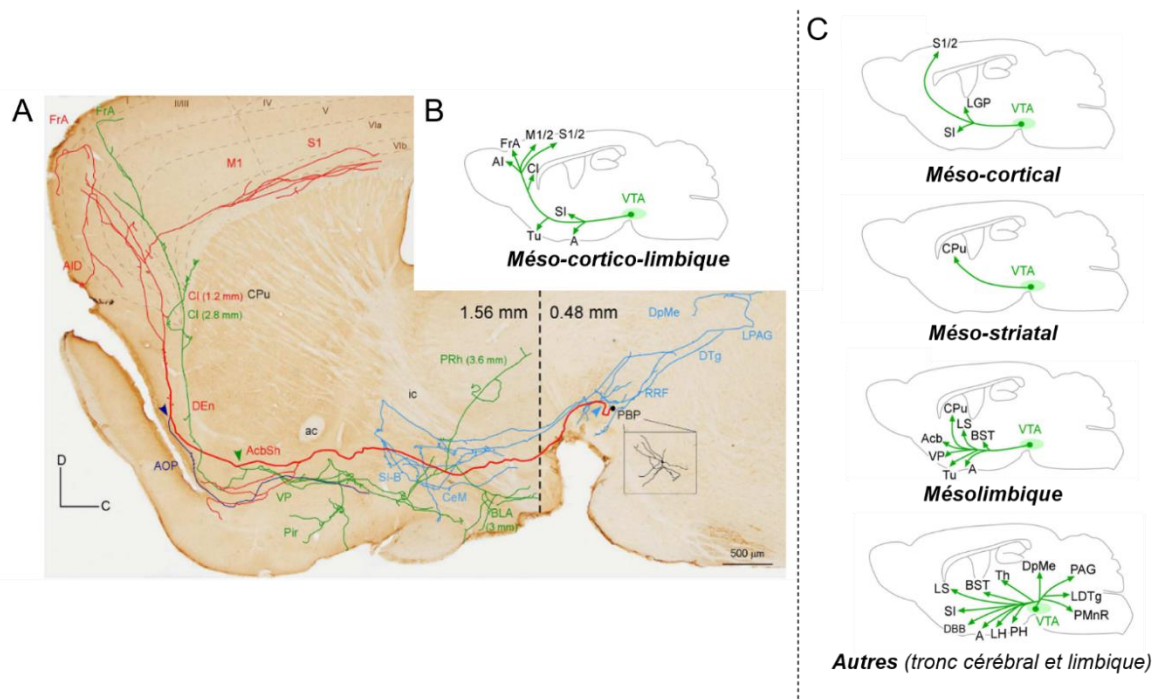 A
FrA
FrA
I
II/III
IV
V
VIa
VIb
M1
S1
AID
Cl (1.2 mm)
CPu
Cl (2.8 mm)
1.56 mm
0.48 mm
DpMe
LPAG
PRh (3.6 mm)
DTg
ic
RRF
DEn
PBP
ac
AcbSh
AOP
SI-B
VP
CeM
BLA
(3 mm)
Pir
D
C
500 µm
B
FrA
M1/2
S1/2
AI
Cl
VTA
SI
Tu
A
Méso-cortico-limbique
C
S1/2
LGP
VTA
SI
Méso-cortical
CPu
VTA
Méso-striatal
CPu
LS
BST
VTA
Acb
VP
Tu
A
Mésolimbique
DpMe
Th
PAG
BST
LS
LDTg
SI
PMnR
VTA
DBB
A
LH
PH
Autres (tronc cérébral et limbique)